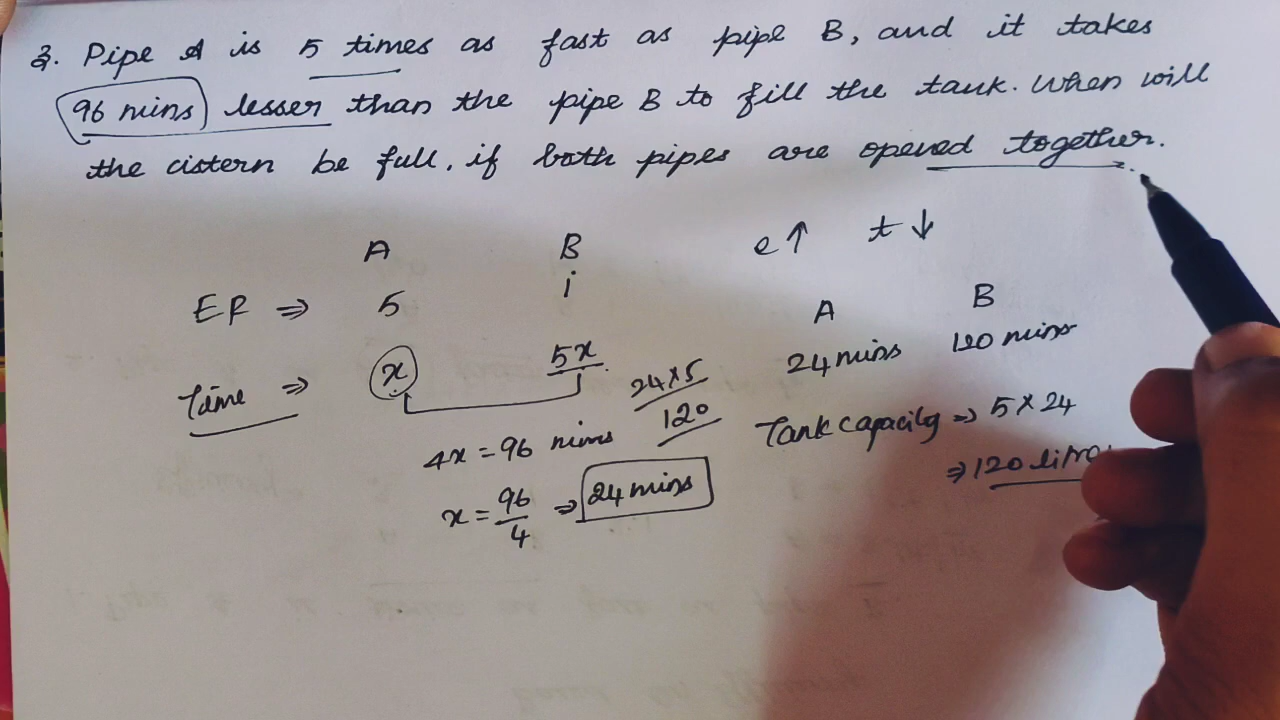 3. Pipe A is 5 times as fast as pipe B, and it takes
96 mins lesser than the pipe B to fill the tank. When will
the cistern be full, if both pipes are opened together.
A B
e↑ t↓
EF ⇒ 5 1
Time ⇒ x 5x
24x5
120
4x = 96 mins
x = 96/4 ⇒ 24 mins
A B
24 mins 120 mins
Tank capacity ⇒ 5 x 24
⇒ 120 litre